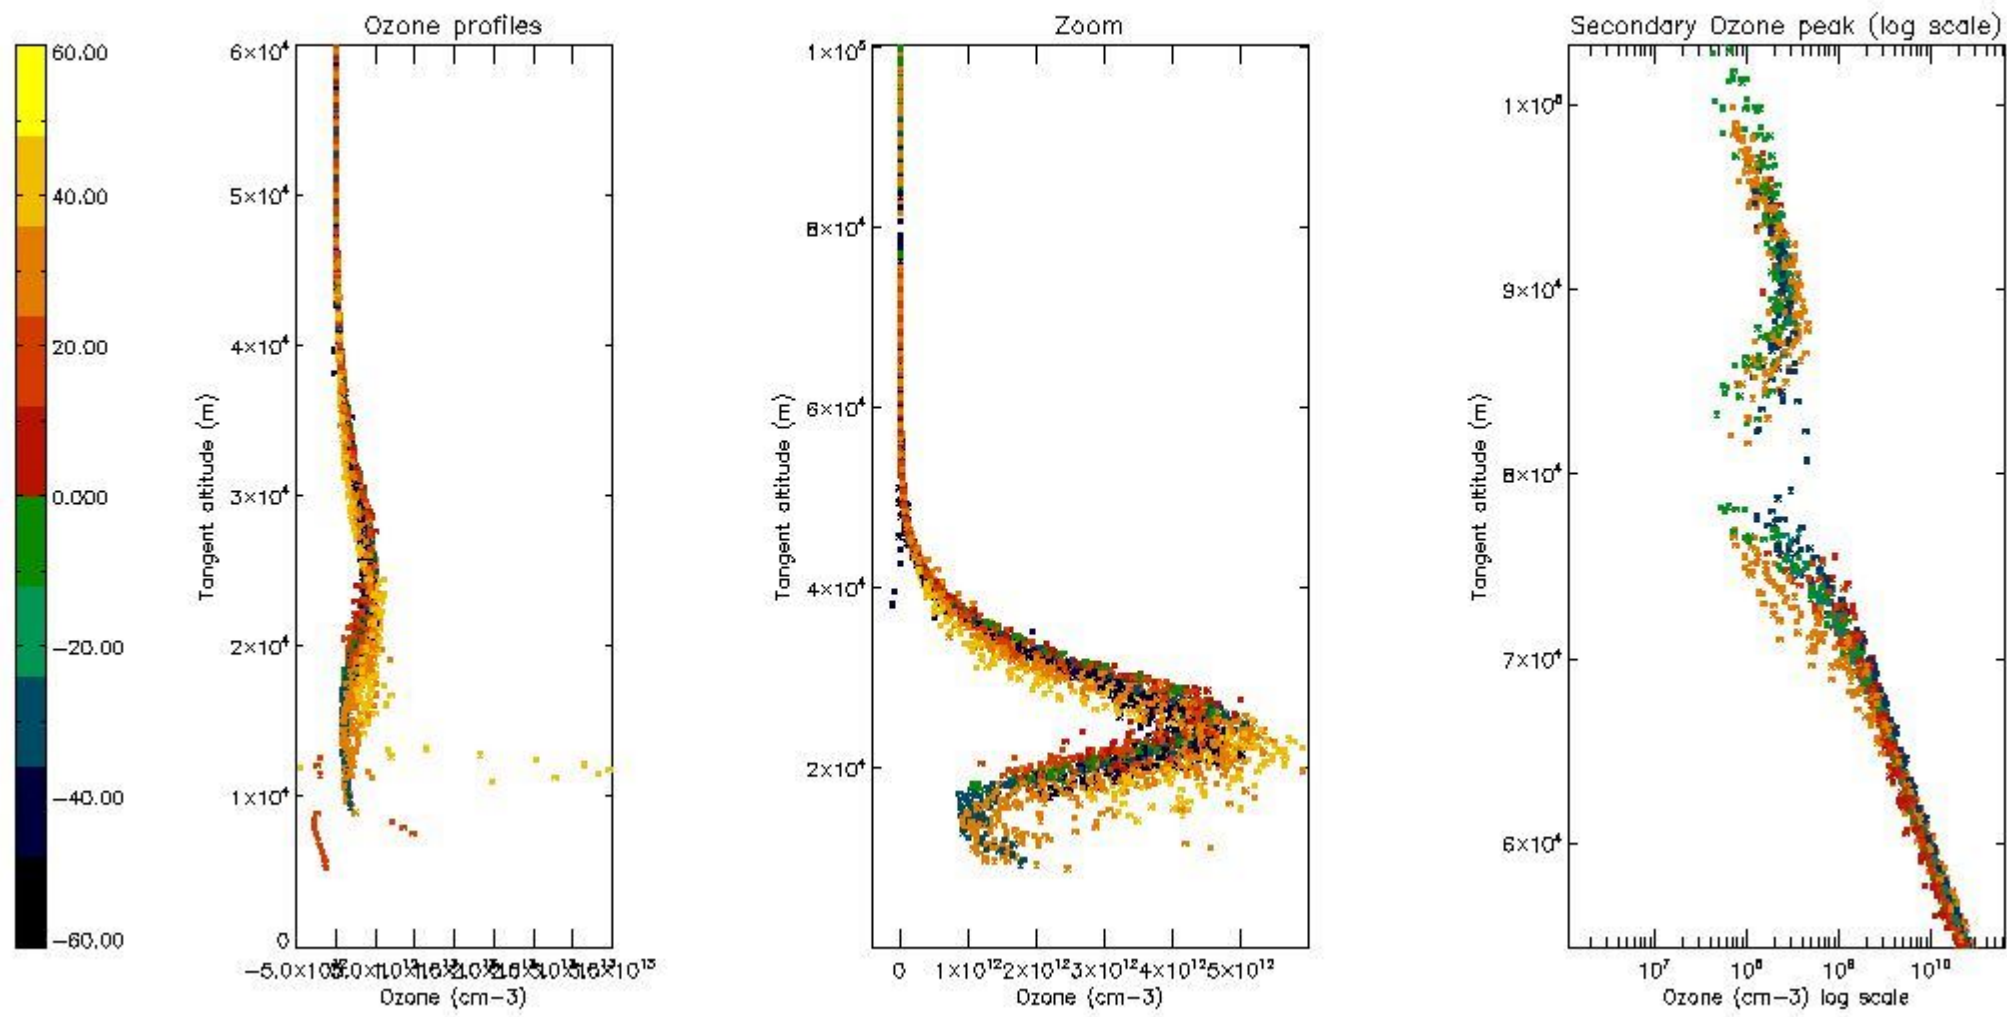 Ozone profiles
Zoom
Secondary Ozone peak (log scale)
60.00
40.00
20.00
0.000
−20.00
−40.00
−60.00
6×10⁴
5×10⁴
4×10⁴
3×10⁴
2×10⁴
1×10⁴
0
Tangent altitude (m)
Ozone (cm−3)
1×10⁵
8×10⁴
6×10⁴
4×10⁴
2×10⁴
Tangent altitude (m)
0 1×10¹² 2×10¹² 3×10¹² 4×10¹² 5×10¹²
Ozone (cm−3)
9×10⁴
8×10⁴
7×10⁴
6×10⁴
Tangent altitude (m)
10⁷ 10¹⁰
Ozone (cm−3) log scale